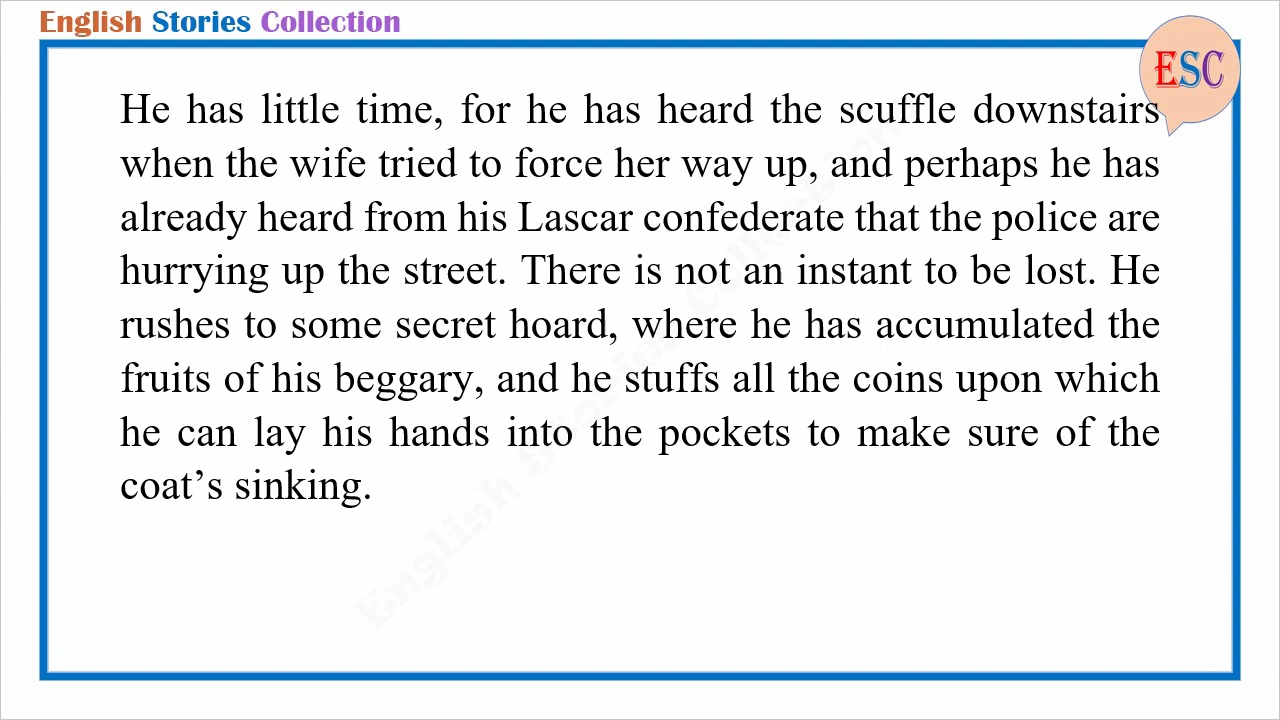 English Stories Collection
ESC
He has little time, for he has heard the scuffle downstairs
when the wife tried to force her way up, and perhaps he has
already heard from his Lascar confederate that the police are
hurrying up the street. There is not an instant to be lost. He
rushes to some secret hoard, where he has accumulated the
fruits of his beggary, and he stuffs all the coins upon which
he can lay his hands into the pockets to make sure of the
coat’s sinking.
English Stories Collection